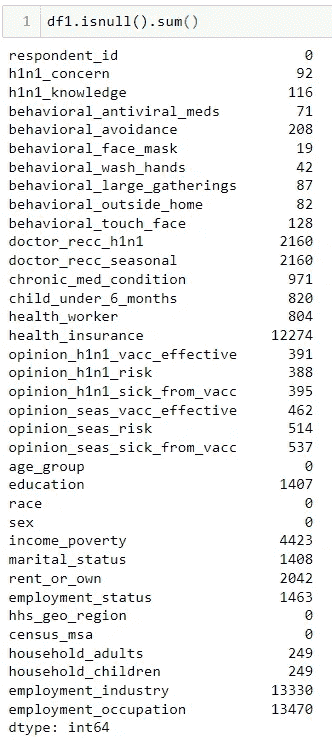 1 df1.isnull().sum()
respondent_id 0
h1n1_concern 92
h1n1_knowledge 116
behavioral_antiviral_meds 71
behavioral_avoidance 208
behavioral_face_mask 19
behavioral_wash_hands 42
behavioral_large_gatherings 87
behavioral_outside_home 82
behavioral_touch_face 128
doctor_recc_h1n1 2160
doctor_recc_seasonal 2160
chronic_med_condition 971
child_under_6_months 820
health_worker 804
health_insurance 12274
opinion_h1n1_vacc_effective 391
opinion_h1n1_risk 388
opinion_h1n1_sick_from_vacc 395
opinion_seas_vacc_effective 462
opinion_seas_risk 514
opinion_seas_sick_from_vacc 537
age_group 0
education 1407
race 0
sex 0
income_poverty 4423
marital_status 1408
rent_or_own 2042
employment_status 1463
hhs_geo_region 0
census_msa 0
household_adults 249
household_children 249
employment_industry 13330
employment_occupation 13470
dtype: int64